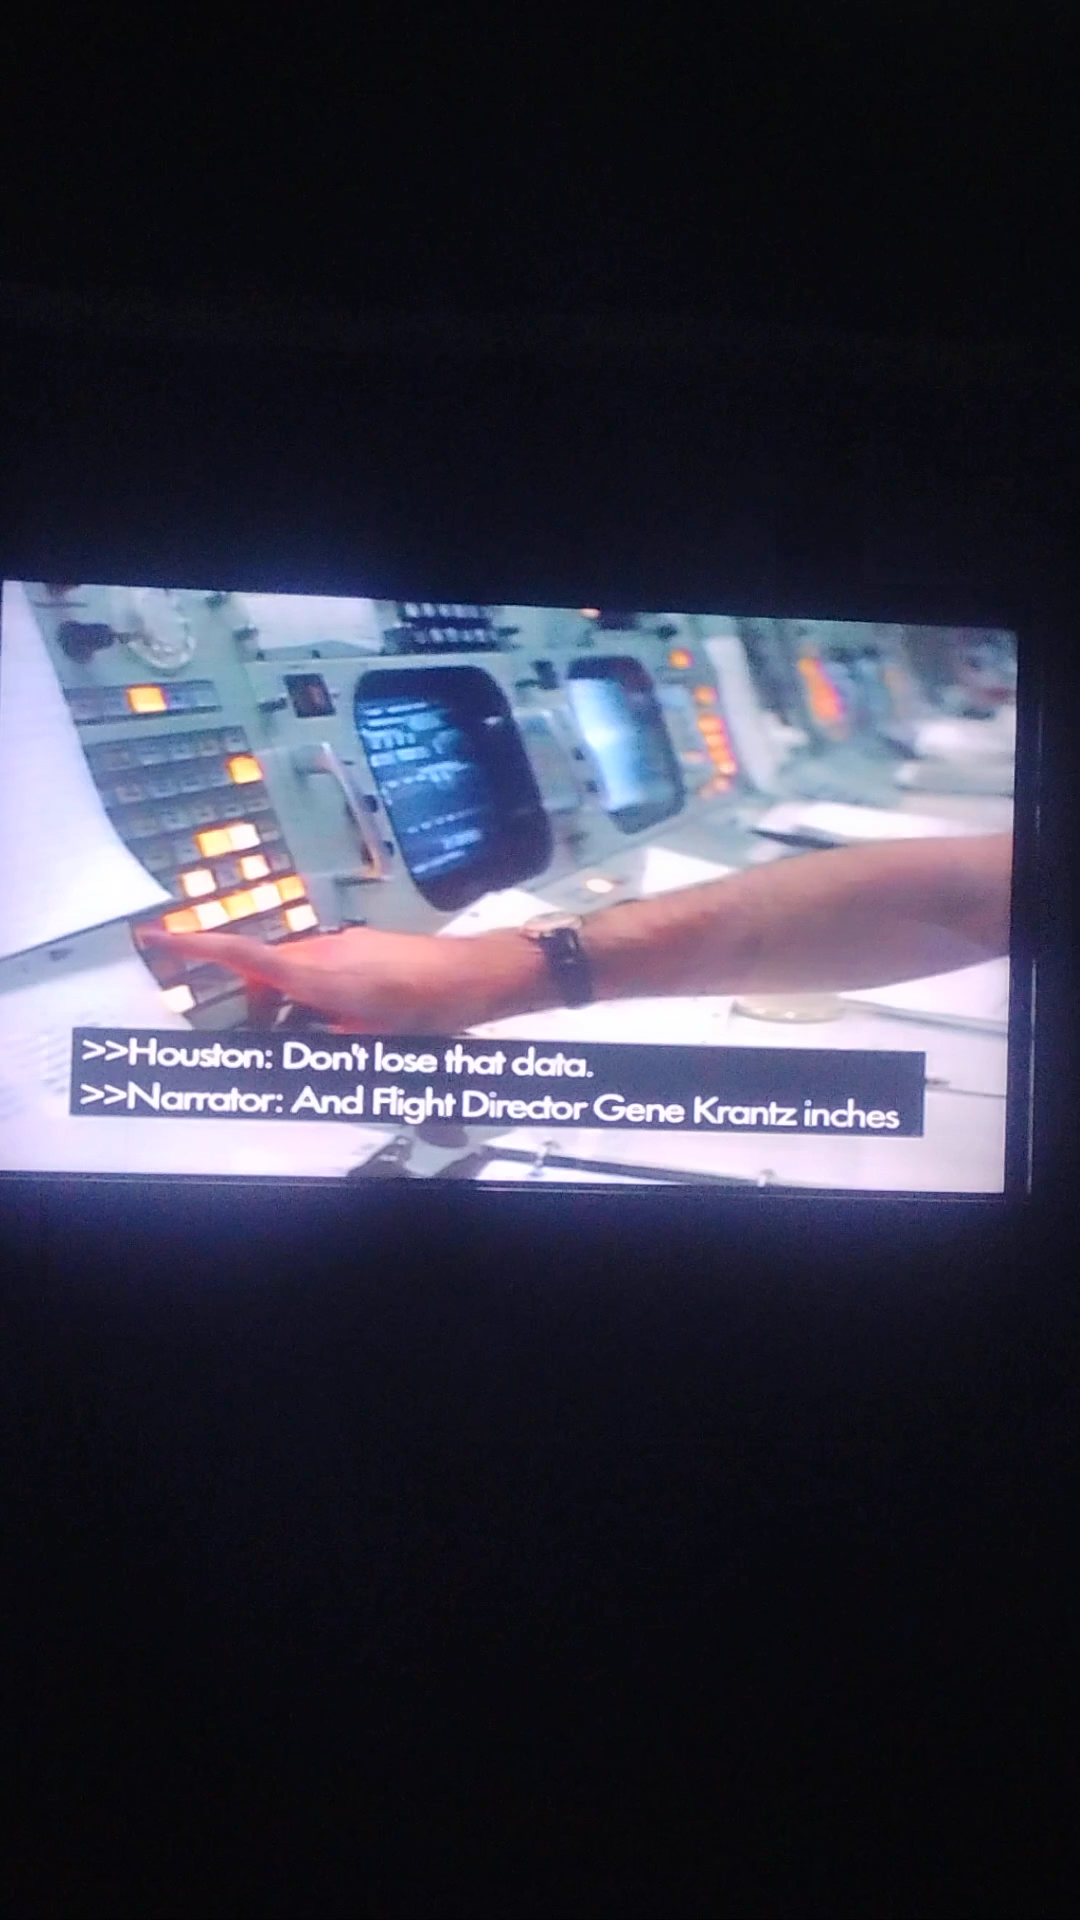 >>Houston: Don't lose that data.
>>Narrator: And Flight Director Gene Krantz inches